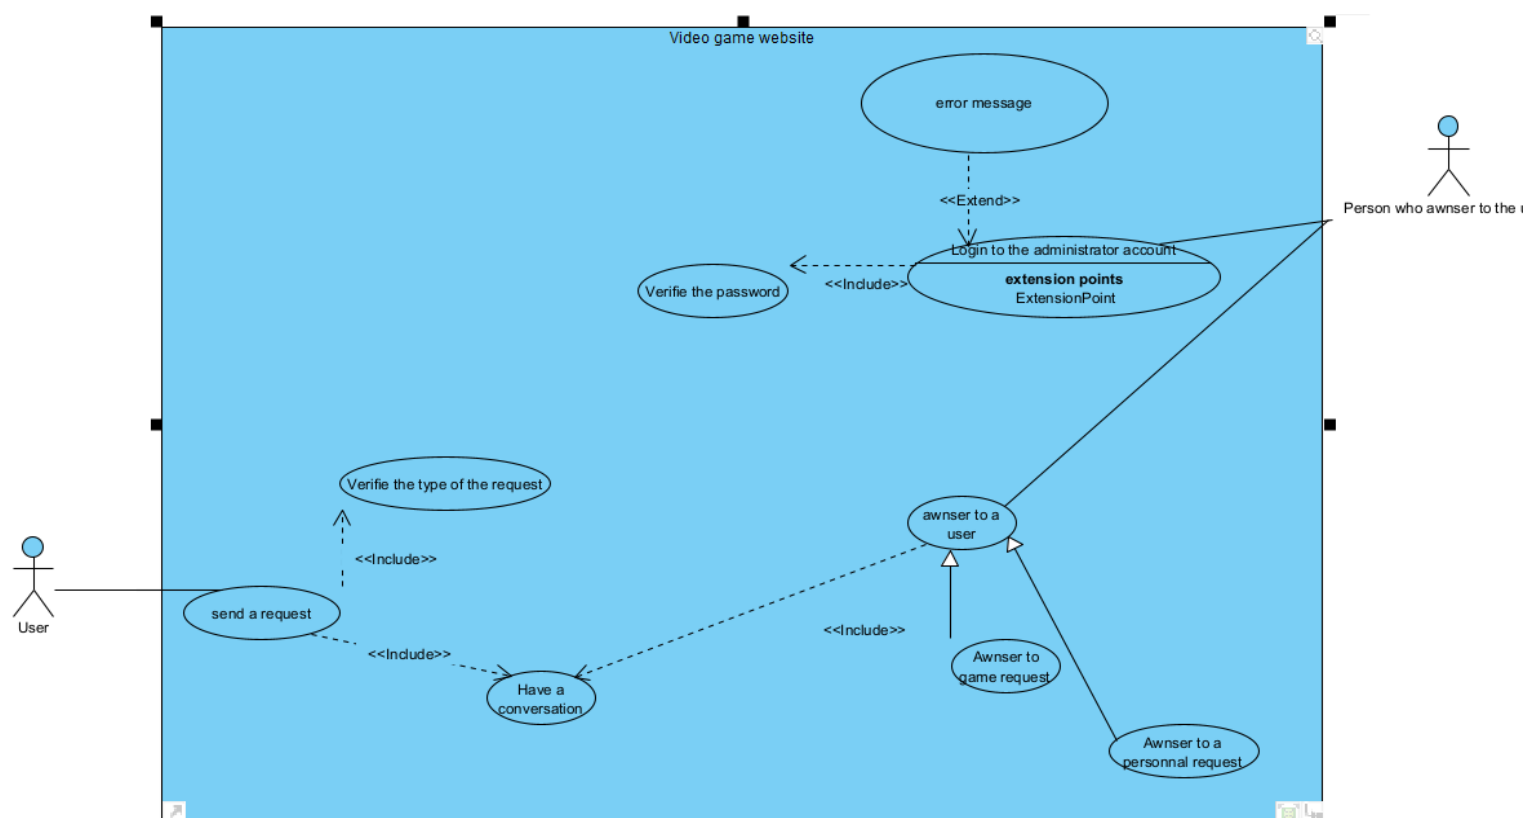 Video game website
error message
<<Extend>>
Person who awnser to the
Login to the administrator account
extension points
ExtensionPoint
<<Include>>
Verifie the password
Verifie the type of the request
<<Include>>
awnser to a
user
send a request
User
<<Include>>
<<Include>>
Have a
conversation
Awnser to
game request
Awnser to a
personnal request